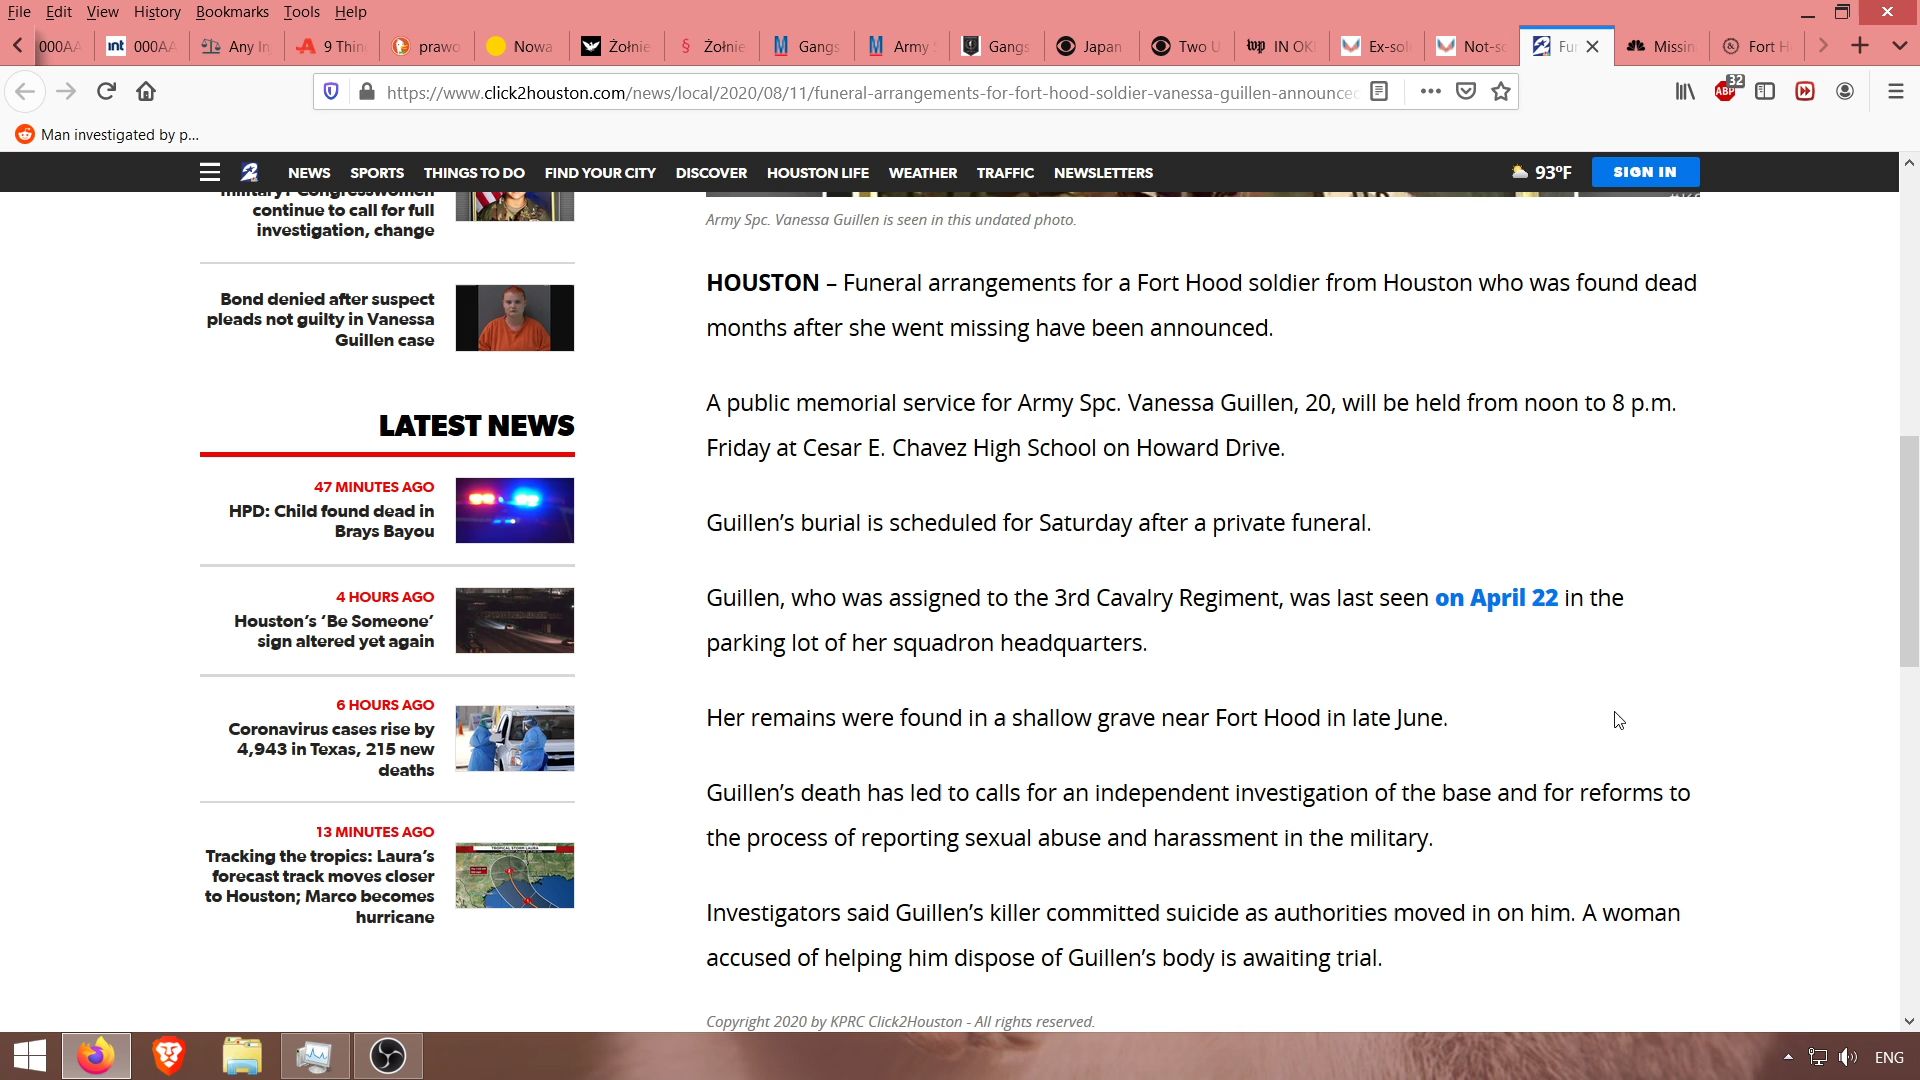 File Edit View History Bookmarks Tools Help
000AA
int 000AA
Any In
9 Thin
prawo
Nowa
Żołnie
§ Żołnie
M Gangs
M Army S
Gangs
Japan
Two U
wp IN OK
Ex-sol
Not-so
Fu
Missin
Fort H
https://www.click2houston.com/news/local/2020/08/11/funeral-arrangements-for-fort-hood-soldier-vanessa-guillen-announced
ABP 32
Man investigated by p...
2 NEWS SPORTS THINGS TO DO FIND YOUR CITY DISCOVER HOUSTON LIFE WEATHER TRAFFIC NEWSLETTERS 93°F SIGN IN
military? Congresswomen
continue to call for full
investigation, change
Bond denied after suspect
pleads not guilty in Vanessa
Guillen case
LATEST NEWS
47 MINUTES AGO
HPD: Child found dead in
Brays Bayou
4 HOURS AGO
Houston's ‘Be Someone’
sign altered yet again
6 HOURS AGO
Coronavirus cases rise by
4,943 in Texas, 215 new
deaths
13 MINUTES AGO
Tracking the tropics: Laura's
forecast track moves closer
to Houston; Marco becomes
hurricane
TROPICAL STORM LAURA
Army Spc. Vanessa Guillen is seen in this undated photo.
HOUSTON – Funeral arrangements for a Fort Hood soldier from Houston who was found dead
months after she went missing have been announced.
A public memorial service for Army Spc. Vanessa Guillen, 20, will be held from noon to 8 p.m.
Friday at Cesar E. Chavez High School on Howard Drive.
Guillen’s burial is scheduled for Saturday after a private funeral.
Guillen, who was assigned to the 3rd Cavalry Regiment, was last seen on April 22 in the
parking lot of her squadron headquarters.
Her remains were found in a shallow grave near Fort Hood in late June.
Guillen’s death has led to calls for an independent investigation of the base and for reforms to
the process of reporting sexual abuse and harassment in the military.
Investigators said Guillen’s killer committed suicide as authorities moved in on him. A woman
accused of helping him dispose of Guillen’s body is awaiting trial.
Copyright 2020 by KPRC Click2Houston - All rights reserved.
ENG